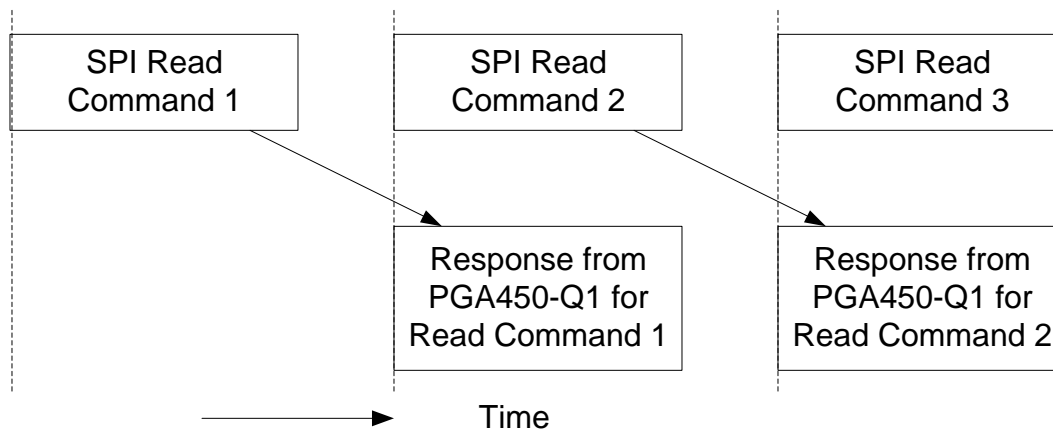 SPI Read
Command 1
SPI Read
Command 2
SPI Read
Command 3
Response from
PGA450-Q1 for
Read Command 1
Response from
PGA450-Q1 for
Read Command 2
Time